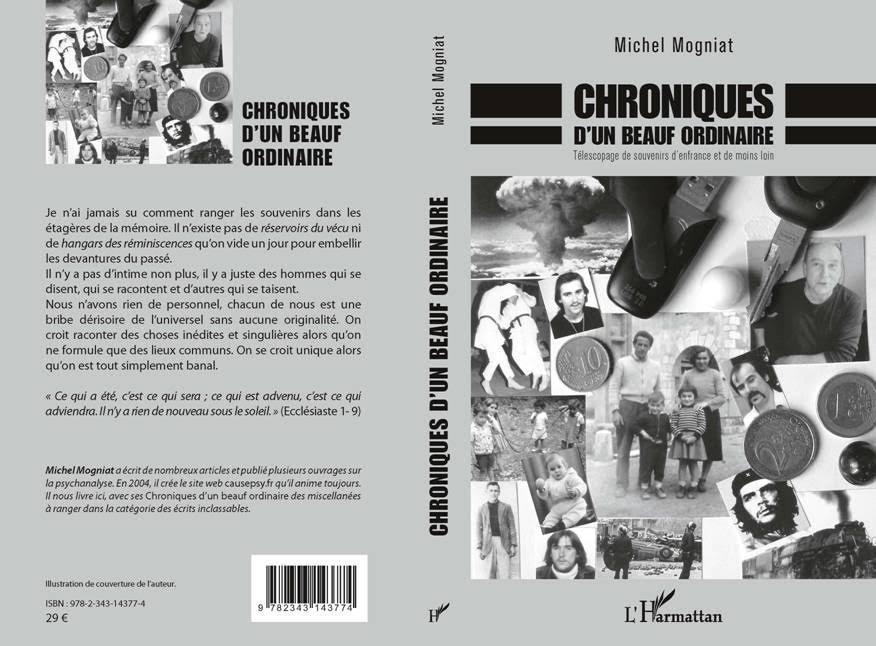 CHRONIQUES
D'UN BEAUF
ORDINAIRE
Je n'ai jamais su comment ranger les souvenirs dans les
étagères de la mémoire. Il n'existe pas de réservoirs du vécu ni
de hangars des réminiscences qu'on vide un jour pour embellir
les devantures du passé.
Il n'y a pas d'intime non plus, il y a juste des hommes qui se
disent, qui se racontent et d'autres qui se taisent.
Nous n'avons rien de personnel, chacun de nous est une
bribe dérisoire de l'universel sans aucune originalité. On
croit raconter des choses inédites et singulières alors qu'on
ne formule que des lieux communs. On se croit unique alors
qu'on est tout simplement banal.
« Ce qui a été, c'est ce qui sera ; ce qui est advenu, c'est ce qui
adviendra. Il n'y a rien de nouveau sous le soleil. » (Ecclésiaste 1- 9)
Michel Mogniat a écrit de nombreux articles et publié plusieurs ouvrages sur
la psychanalyse. En 2004, il crée le site web causepsy.fr qu'il anime toujours.
Il nous livre ici, avec ses Chroniques d'un beauf ordinaire des miscellanées
à ranger dans la catégorie des écrits inclassables.
Illustration de couverture de l'auteur.
ISBN : 978-2-343-14377-4
29 €
9 782343 143774
Michel Mogniat
CHRONIQUES D'UN BEAUF ORDINAIRE
H
Michel Mogniat
CHRONIQUES
D'UN BEAUF ORDINAIRE
Télescopage de souvenirs d'enfrance et de moins loin
10
2
1
L'Harmattan